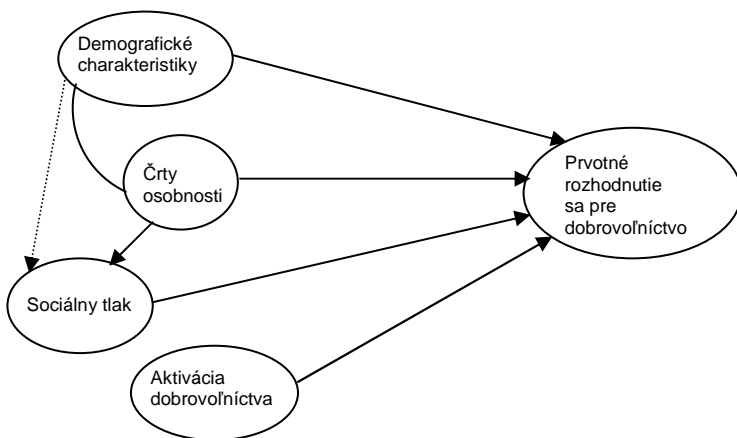 Demografické
charakteristiky
Črty
osobnosti
Prvotné
rozhodnutie
sa pre
dobrovoľníctvo
Sociálny tlak
Aktivácia
dobrovoľníctva